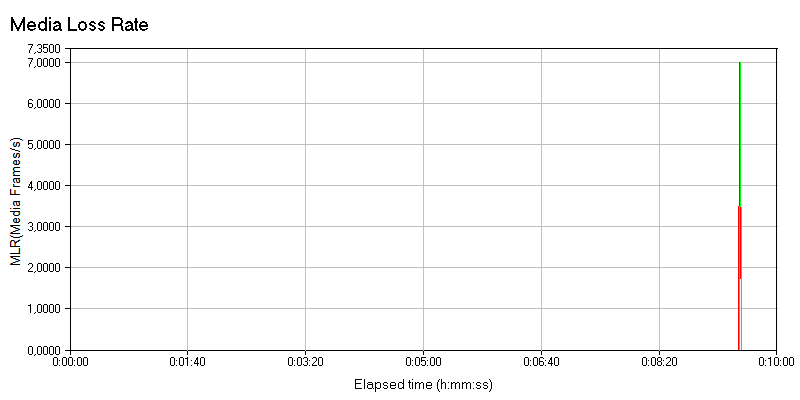 Media Loss Rate
7,3500
7,0000
6,0000
5,0000
4,0000
3,0000
2,0000
1,0000
0,0000
MLR(Media Frames/s)
0:00:00 0:01:40 0:03:20 0:05:00 0:06:40 0:08:20 0:10:00
Elapsed time (h:mm:ss)